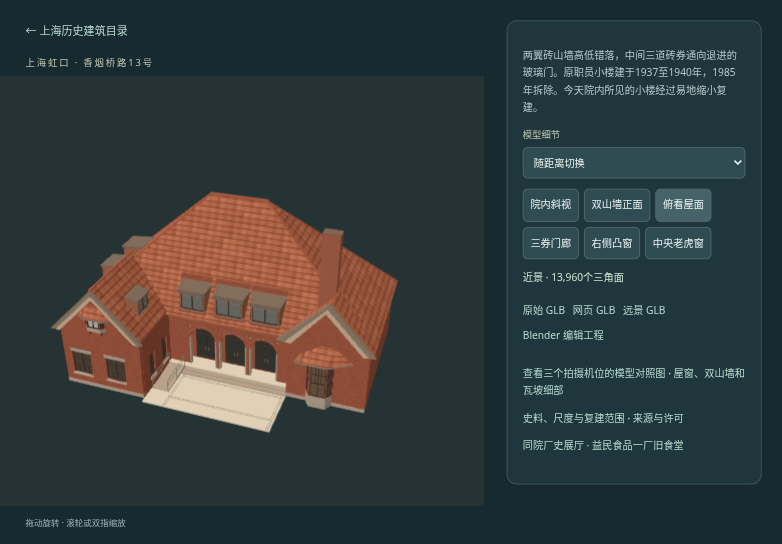 ← 上海历史建筑目录
上海虹口 · 香烟桥路13号
两翼砖山墙高低错落，中间三道砖券通向退进的
玻璃门。原职员小楼建于1937至1940年，1985
年拆除。今天院内所见的小楼经过易地缩小复
建。
模型细节
随距离切换
院内斜视 双山墙正面 俯看屋面
三券门廊 右侧凸窗 中央老虎窗
近景 · 13,960个三角面
原始 GLB 网页 GLB 远景 GLB
Blender 编辑工程
查看三个拍摄机位的模型对照图 · 屋窗、双山墙和
瓦坡细部
史料、尺度与复建范围 · 来源与许可
同院厂史展厅 · 益民食品一厂旧食堂
拖动旋转 · 滚轮或双指缩放